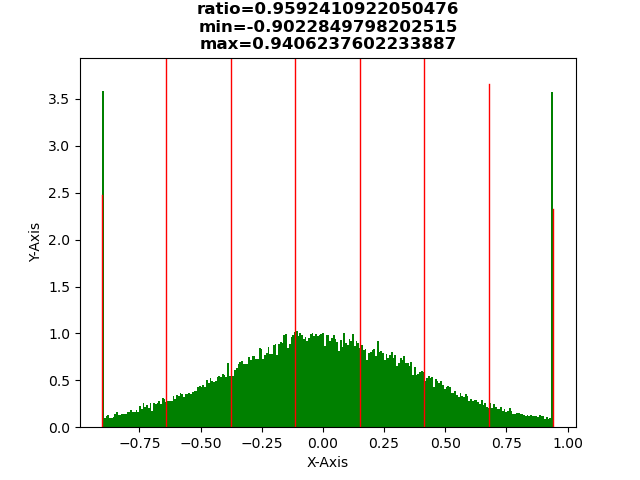 ratio=0.9592410922050476
min=-0.9022849798202515
max=0.9406237602233887
3.5
3.0
2.5
2.0
1.5
1.0
0.5
0.0
Y-Axis
−0.75 −0.50 −0.25 0.00 0.25 0.50 0.75 1.00
X-Axis